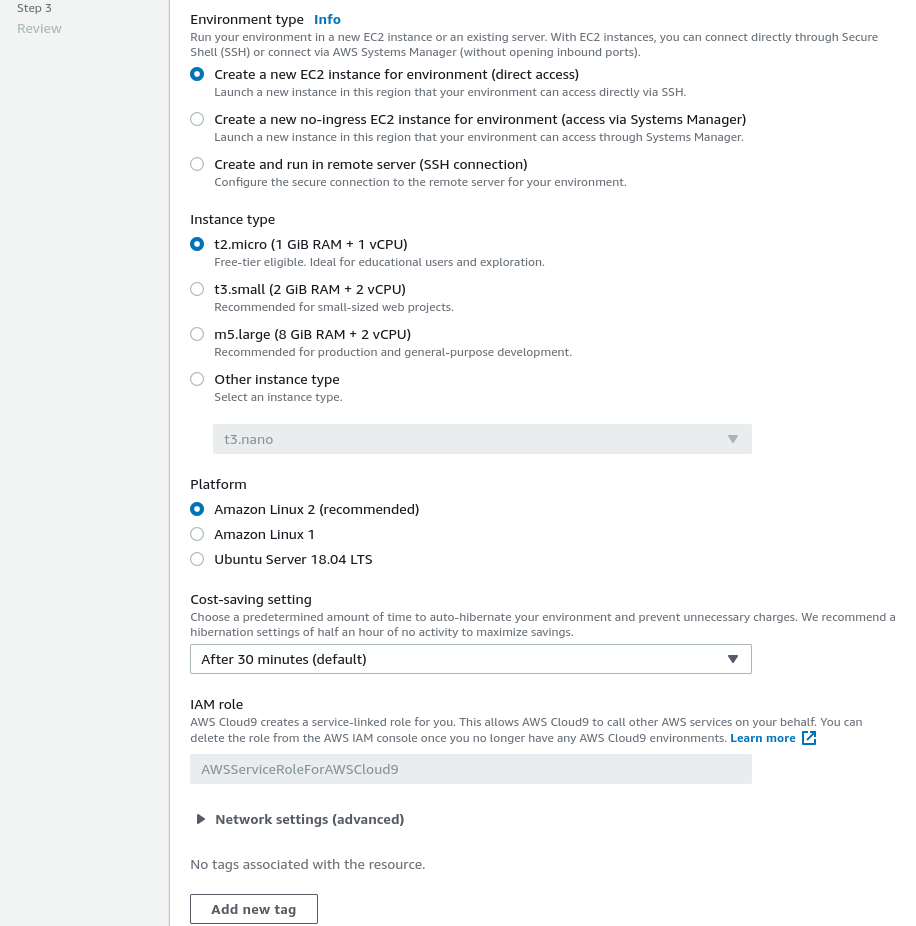 Step 3
Review
Environment type Info
Run your environment in a new EC2 instance or an existing server. With EC2 instances, you can connect directly through Secure
Shell (SSH) or connect via AWS Systems Manager (without opening inbound ports).
Create a new EC2 instance for environment (direct access)
Launch a new instance in this region that your environment can access directly via SSH.
Create a new no-ingress EC2 instance for environment (access via Systems Manager)
Launch a new instance in this region that your environment can access through Systems Manager.
Create and run in remote server (SSH connection)
Configure the secure connection to the remote server for your environment.
Instance type
t2.micro (1 GiB RAM + 1 vCPU)
Free-tier eligible. Ideal for educational users and exploration.
t3.small (2 GiB RAM + 2 vCPU)
Recommended for small-sized web projects.
m5.large (8 GiB RAM + 2 vCPU)
Recommended for production and general-purpose development.
Other instance type
Select an instance type.
t3.nano
Platform
Amazon Linux 2 (recommended)
Amazon Linux 1
Ubuntu Server 18.04 LTS
Cost-saving setting
Choose a predetermined amount of time to auto-hibernate your environment and prevent unnecessary charges. We recommend a
hibernation settings of half an hour of no activity to maximize savings.
After 30 minutes (default)
IAM role
AWS Cloud9 creates a service-linked role for you. This allows AWS Cloud9 to call other AWS services on your behalf. You can
delete the role from the AWS IAM console once you no longer have any AWS Cloud9 environments. Learn more
AWSServiceRoleForAWSCloud9
Network settings (advanced)
No tags associated with the resource.
Add new tag